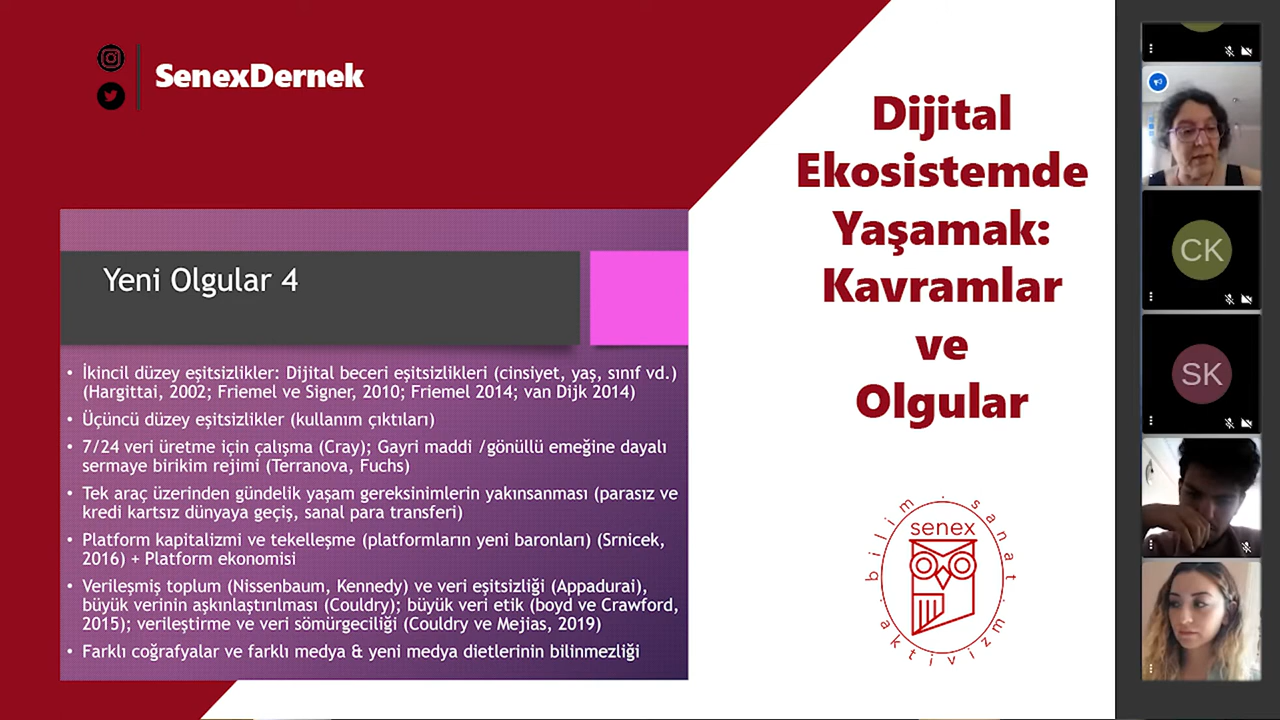 SenexDernek
Dijital
Ekosistemde
Yaşamak:
Kavramlar
ve
Olgular
Yeni Olgular 4
• İkincil düzey eşitsizlikler: Dijital beceri eşitsizlikleri (cinsiyet, yaş, sınıf vd.)
(Hargittai, 2002; Friemel ve Signer, 2010; Friemel 2014; van Dijk 2014)
• Üçüncü düzey eşitsizlikler (kullanım çıktıları)
• 7/24 veri üretme için çalışma (Cray); Gayri maddi /gönüllü emeğine dayalı
sermaye birikim rejimi (Terranova, Fuchs)
• Tek araç üzerinden gündelik yaşam gereksinimlerin yakınsanması (parasız ve
kredi kartsız dünyaya geçiş, sanal para transferi)
• Platform kapitalizmi ve tekelleşme (platformların yeni baronları) (Srnicek,
2016) + Platform ekonomisi
• Verileşmiş toplum (Nissenbaum, Kennedy) ve veri eşitsizliği (Appadurai),
büyük verinin aşkınlaştırılması (Couldry); büyük veri etik (boyd ve Crawford,
2015); verileştirme ve veri sömürgeciliği (Couldry ve Mejias, 2019)
• Farklı coğrafyalar ve farklı medya & yeni medya dietlerinin bilinmezliği
senex
bilim . sanat . aktivizm .
CK
SK